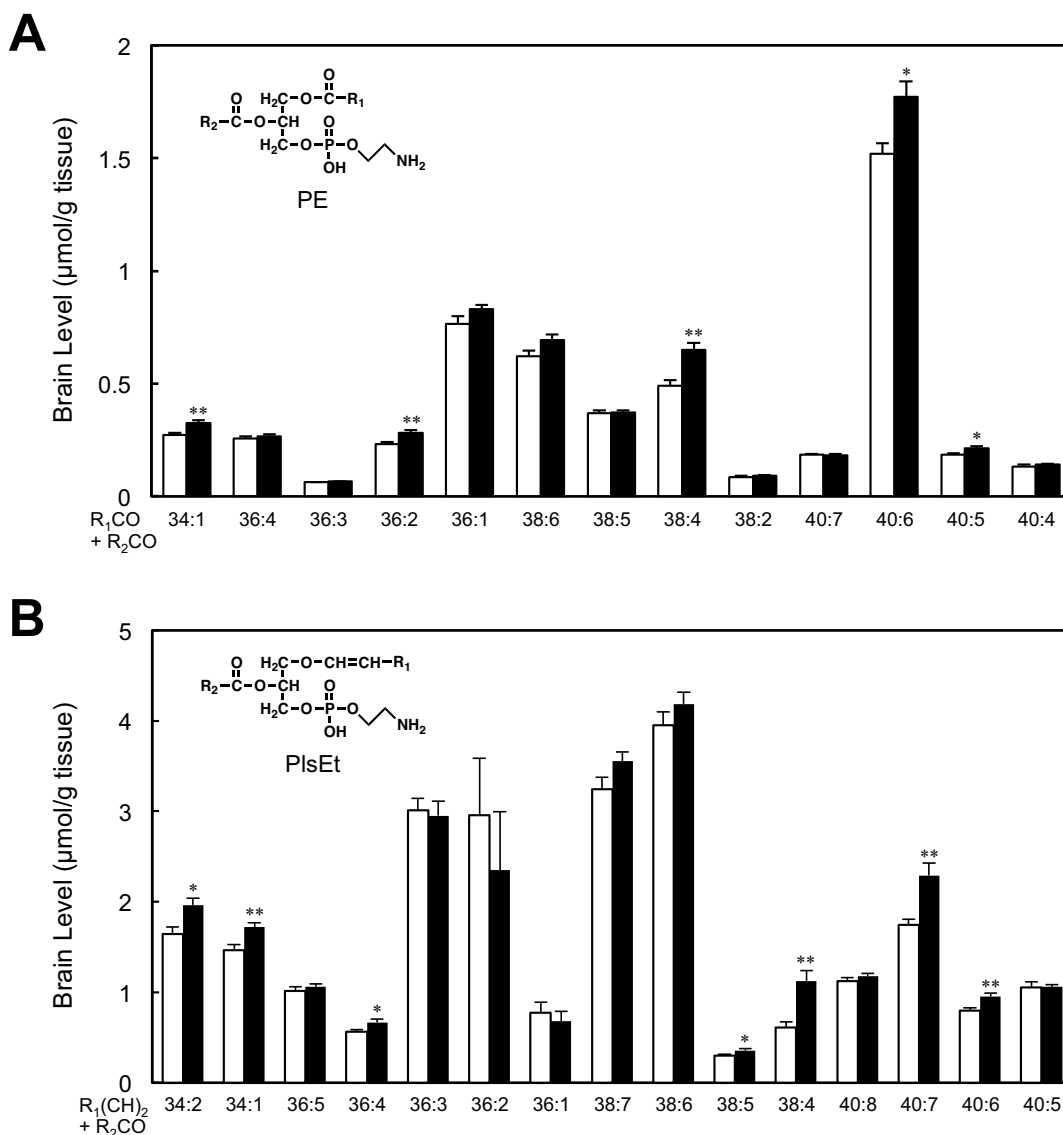 A
2
1.5
1
0.5
0
Brain Level (μmol/g tissue)
O
H₂C–O–C–R₁
O
R₂–C–O–CH O
H₂C–O–P–O NH₂
OH
PE
** ** ** * *
R₁CO
+ R₂CO
34:1 36:4 36:3 36:2 36:1 38:6 38:5 38:4 38:2 40:7 40:6 40:5 40:4
B
5
4
3
2
1
0
Brain Level (μmol/g tissue)
O H₂C–O–CH=CH–R₁
R₂–C–O–CH O
H₂C–O–P–O NH₂
OH
PlsEt
* ** * * ** ** **
R₁(CH)₂
+ R₂CO
34:2 34:1 36:5 36:4 36:3 36:2 36:1 38:7 38:6 38:5 38:4 40:8 40:7 40:6 40:5